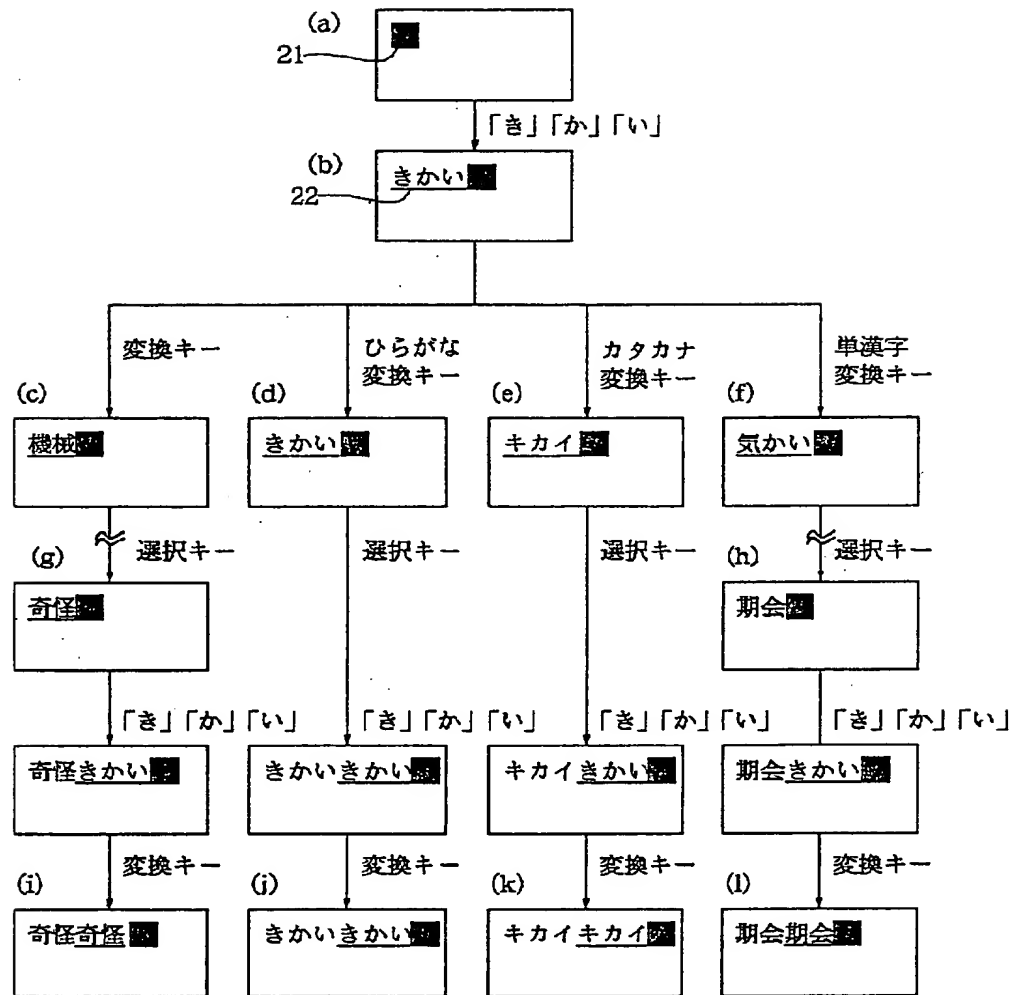 (a)
21
「き」「か」「い」
(b)
きかい
22
変換キー
ひらがな
変換キー
カタカナ
変換キー
単漢字
変換キー
(c)
(d)
(e)
(f)
機械
きかい
キカイ
気かい
選択キー
選択キー
選択キー
選択キー
(g)
(h)
奇怪
期会
「き」「か」「い」
「き」「か」「い」
「き」「か」「い」
「き」「か」「い」
奇怪きかい
きかいきかい
キカイきかい
期会きかい
変換キー
変換キー
変換キー
変換キー
(i)
(j)
(k)
(l)
奇怪奇怪
きかいきかい
キカイキカイ
期会期会